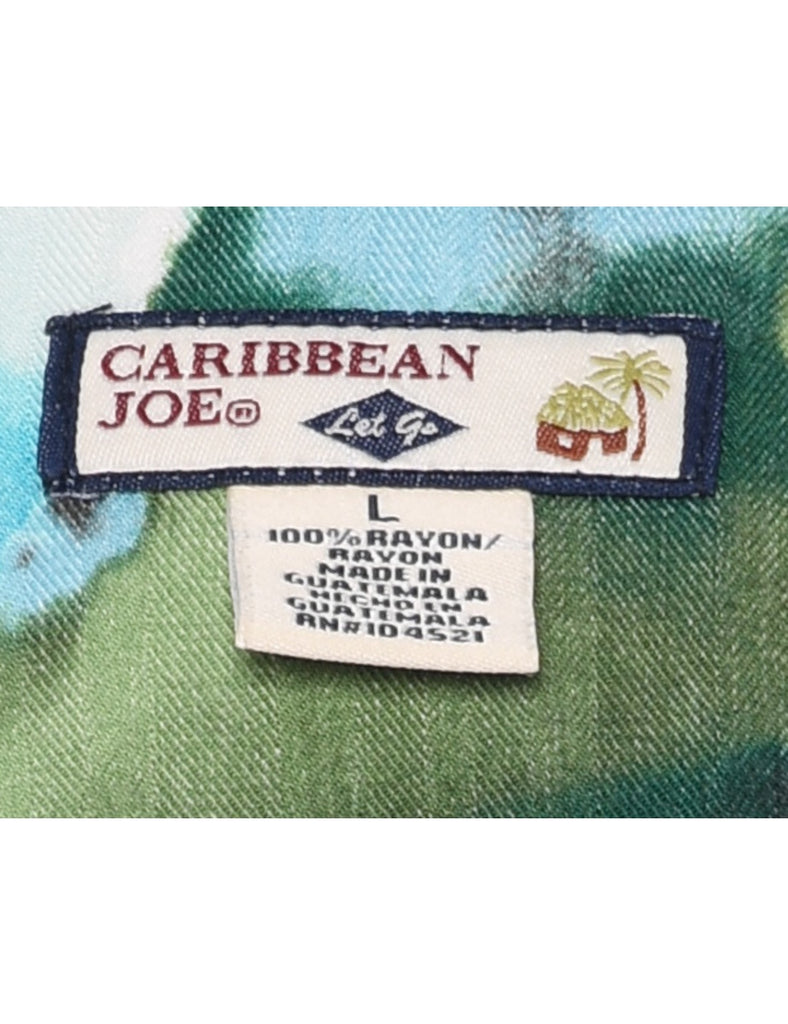 CARIBBEAN
JOE®
Let Go
L
100% RAYON/
RAYON
MADE IN
GUATEMALA
HECHO EN
GUATEMALA
RN#104521